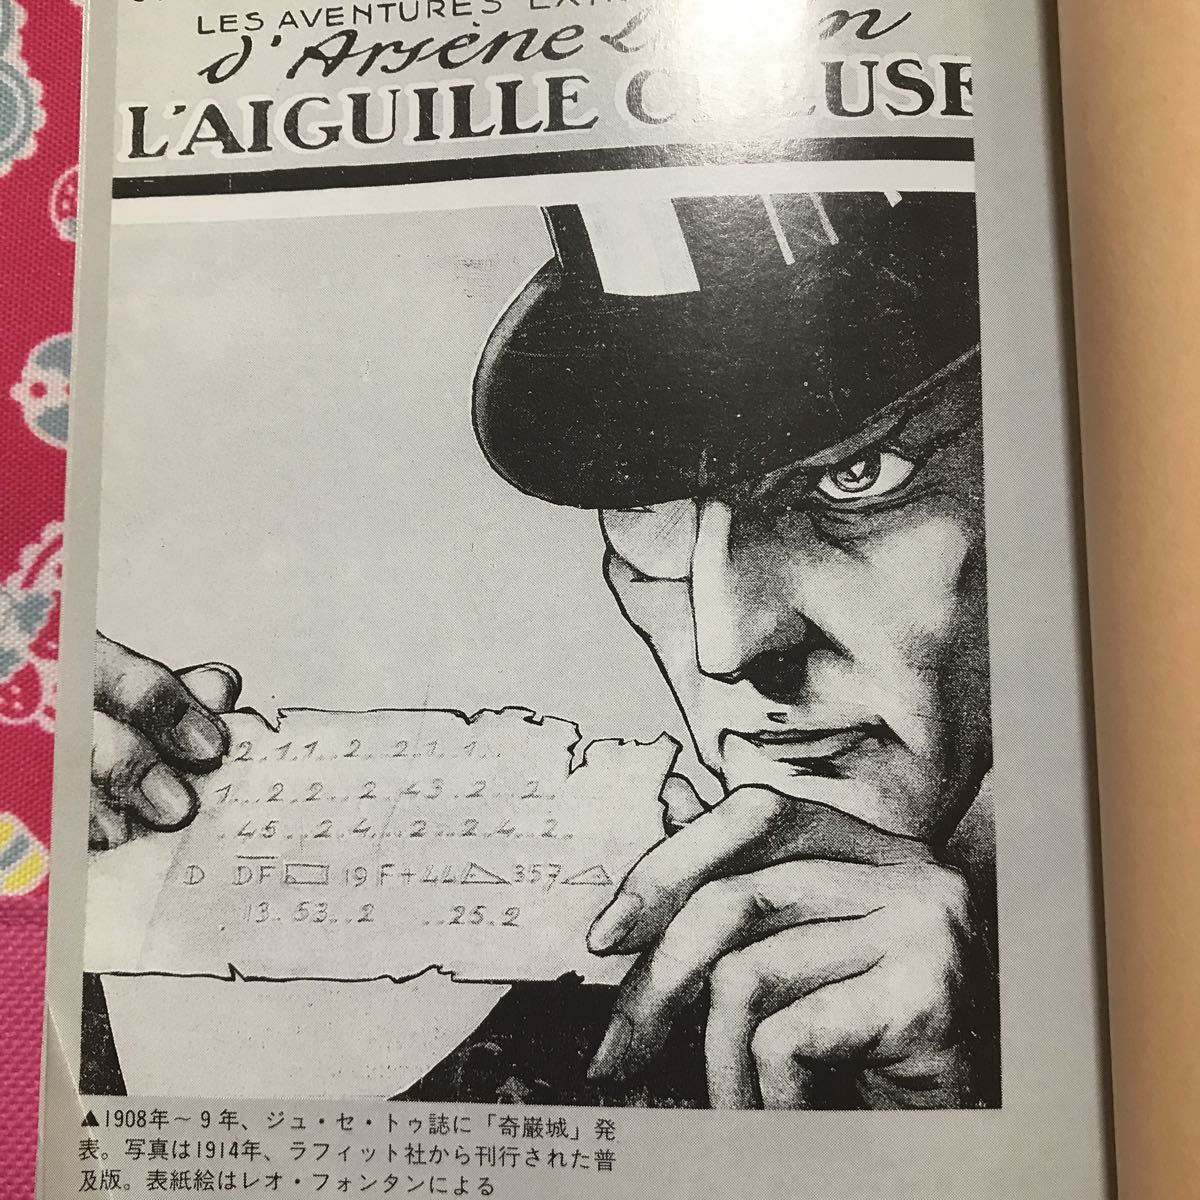 LES AVENTURES
d'Arsène
L'AIGUILLE
2.11..2..2.1.1..
1...2.2..2.43.2..2.
.45..2.4...2..2.4..2.
D DF 19F+44 357
13.53..2 ..25.2
▲1908年～9年、ジュ・セ・トゥ誌に「奇巌城」発
表。写真は1914年、ラフィット社から刊行された普
及版。表紙絵はレオ・フォンタンによる